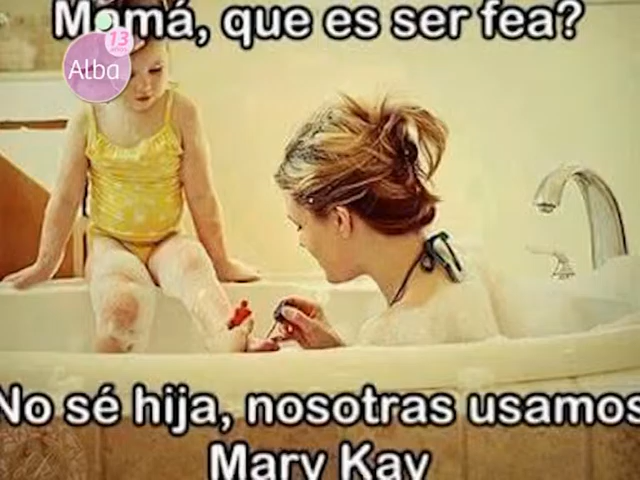 Mamá, que es ser fea?
13
Alba
No sé hija, nosotras usamos
Mary Kay